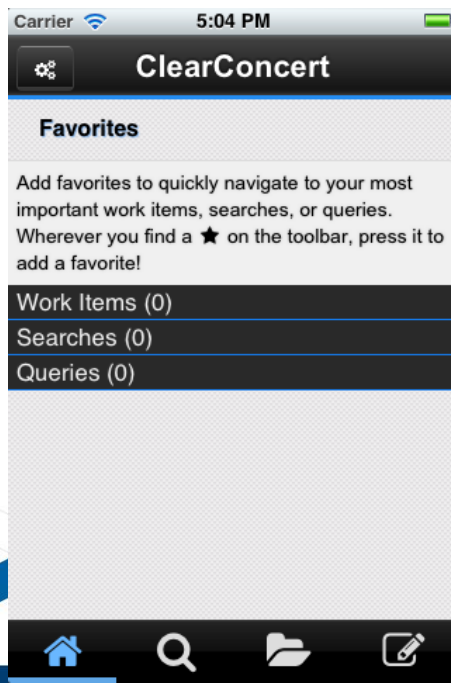 Carrier 5:04 PM
ClearConcert
Favorites
Add favorites to quickly navigate to your most
important work items, searches, or queries.
Wherever you find a ★ on the toolbar, press it to
add a favorite!
Work Items (0)
Searches (0)
Queries (0)